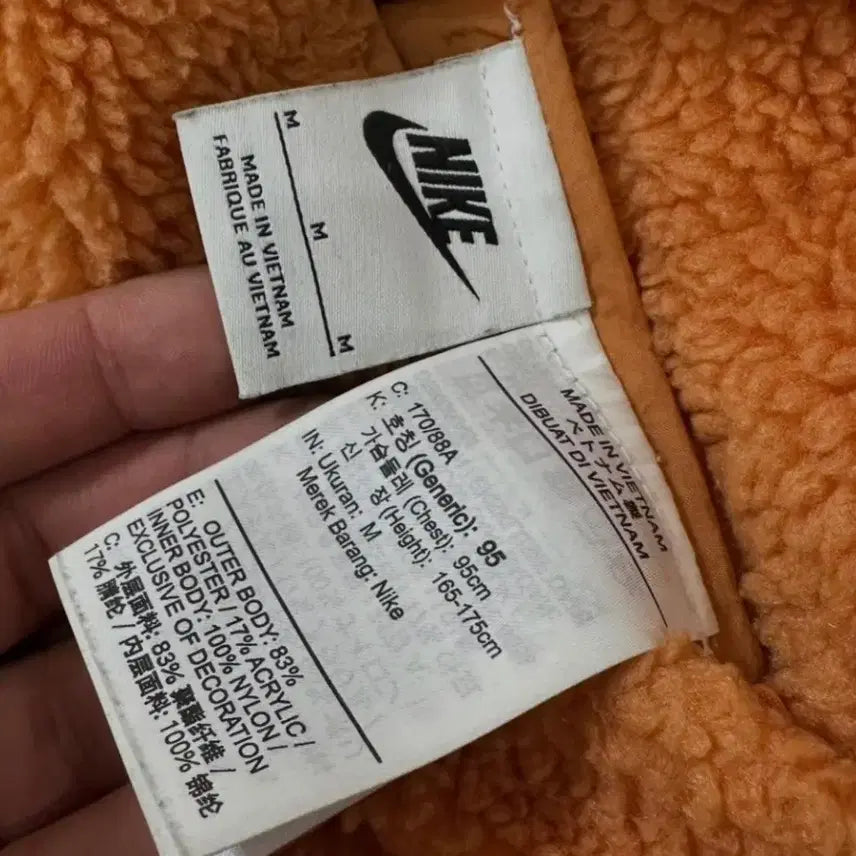 NIKE
M
M
M
MADE IN VIETNAM
FABRIQUE AU VIETNAM
MADE IN VIETNAM
ベトナム製
DIBUAT DI VIETNAM
C: 170/88A
K: 호칭 (Generic): 95
가슴둘레 (Chest): 95cm
신 장 (Height): 165-175cm
IN: Ukuran: M
Merek Barang: Nike
E: OUTER BODY: 83%
POLYESTER / 17% ACRYLIC /
INNER BODY: 100% NYLON /
EXCLUSIVE OF DECORATION
C: 外层面料: 83% 聚酯纤维 /
17% 腈纶 / 内层面料: 100% 锦纶